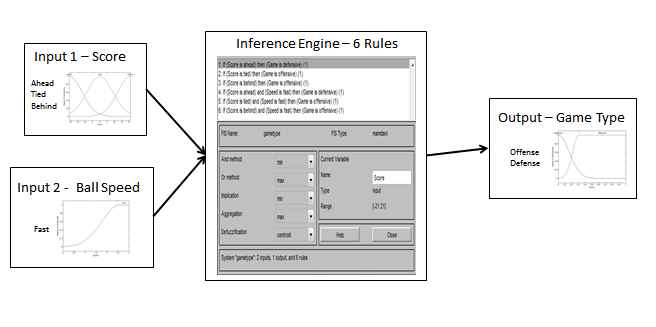 Input 1 – Score
Ahead
Tied
Behind
Input 2 - Ball Speed
Fast
Inference Engine – 6 Rules
1. If (Score is ahead) then (Game is defensive) (1)
2. If (Score is tied) then (Game is offensive) (1)
3. If (Score is behind) then (Game is offensive) (1)
4. If (Score is ahead) and (Speed is fast) then (Game is defensive) (1)
5. If (Score is tied) and (Speed is fast) then (Game is offensive) (1)
6. If (Score is behind) and (Speed is fast) then (Game is offensive) (1)
FIS Name: gametype FIS Type: mamdani
And method min
Or method max
Implication min
Aggregation max
Defuzzification centroid
Current Variable
Name Score
Type input
Range [-21 21]
Help Close
System "gametype": 2 inputs, 1 output, and 6 rules
Output – Game Type
Offense
Defense